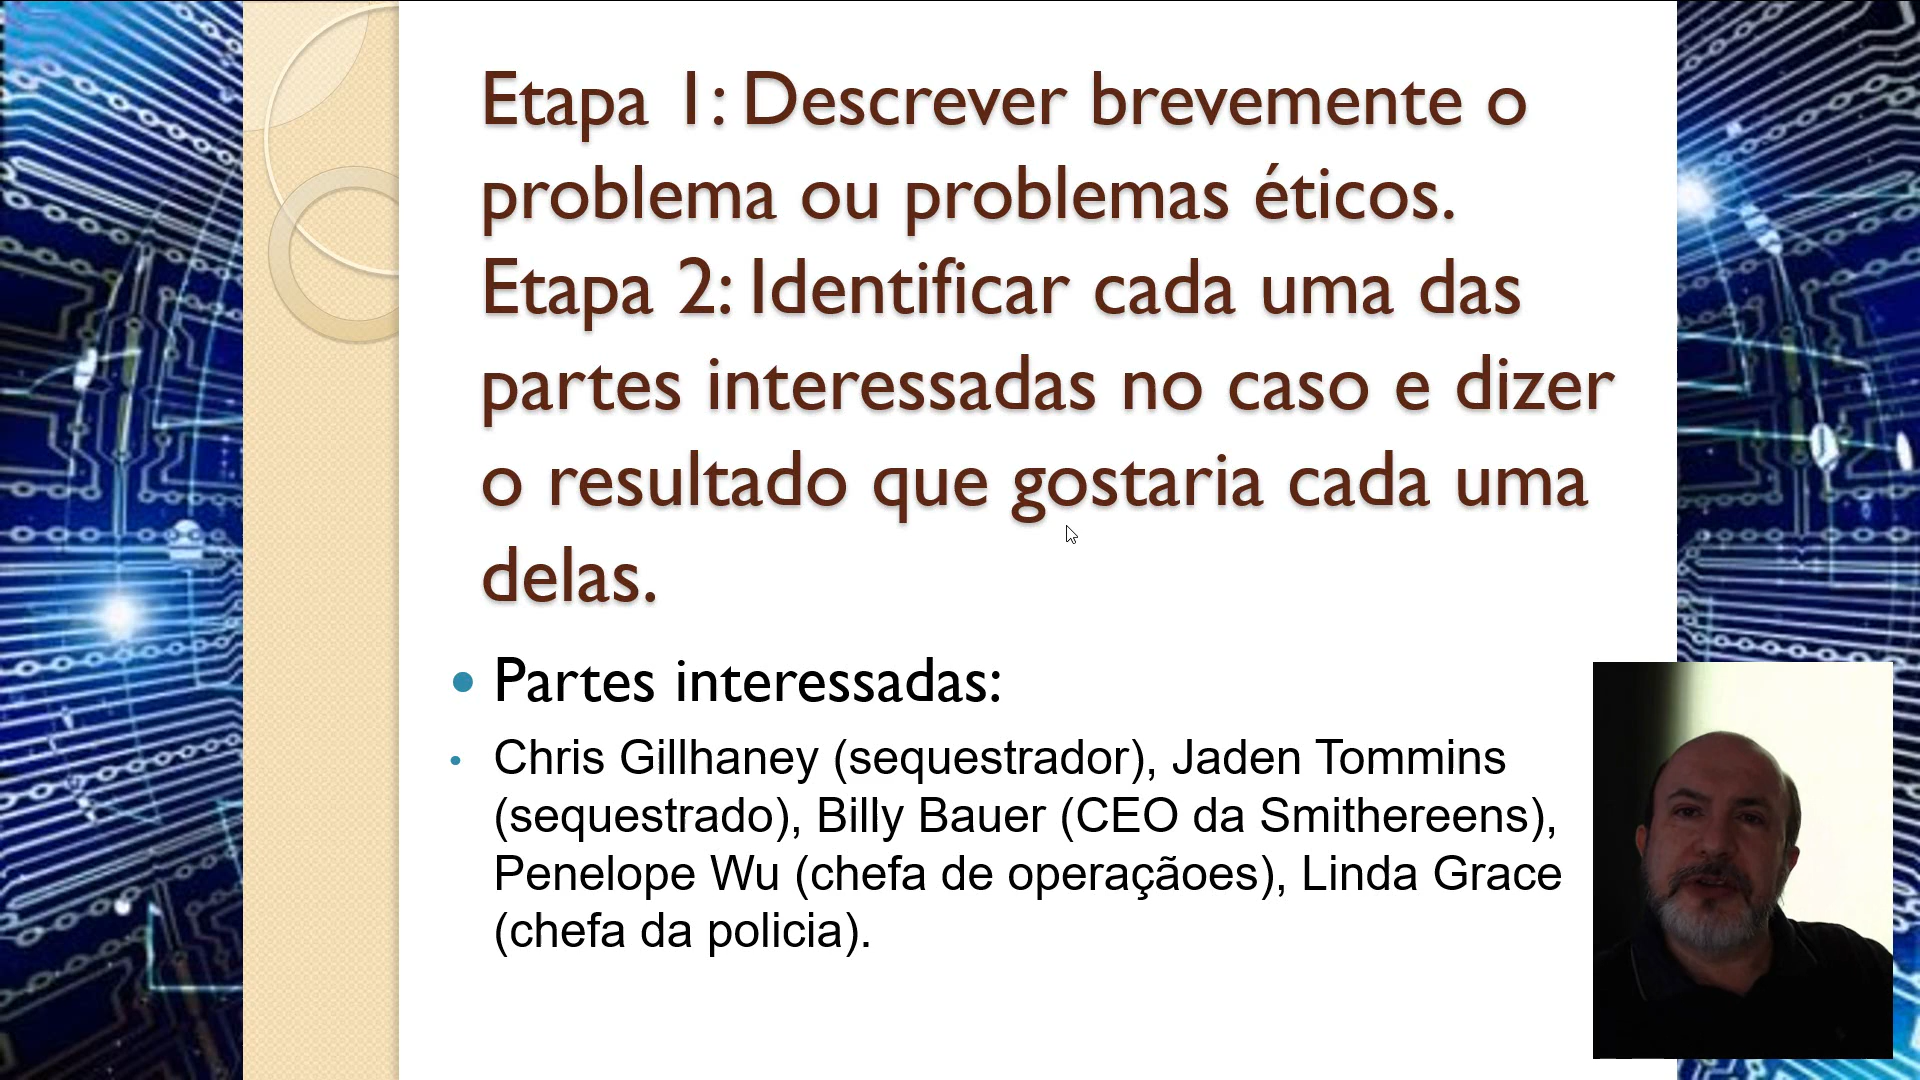 Etapa 1: Descrever brevemente o
problema ou problemas éticos.
Etapa 2: Identificar cada uma das
partes interessadas no caso e dizer
o resultado que gostaria cada uma
delas.
Partes interessadas:
Chris Gillhaney (sequestrador), Jaden Tommins
(sequestrado), Billy Bauer (CEO da Smithereens),
Penelope Wu (chefa de operaçãoes), Linda Grace
(chefa da policia).